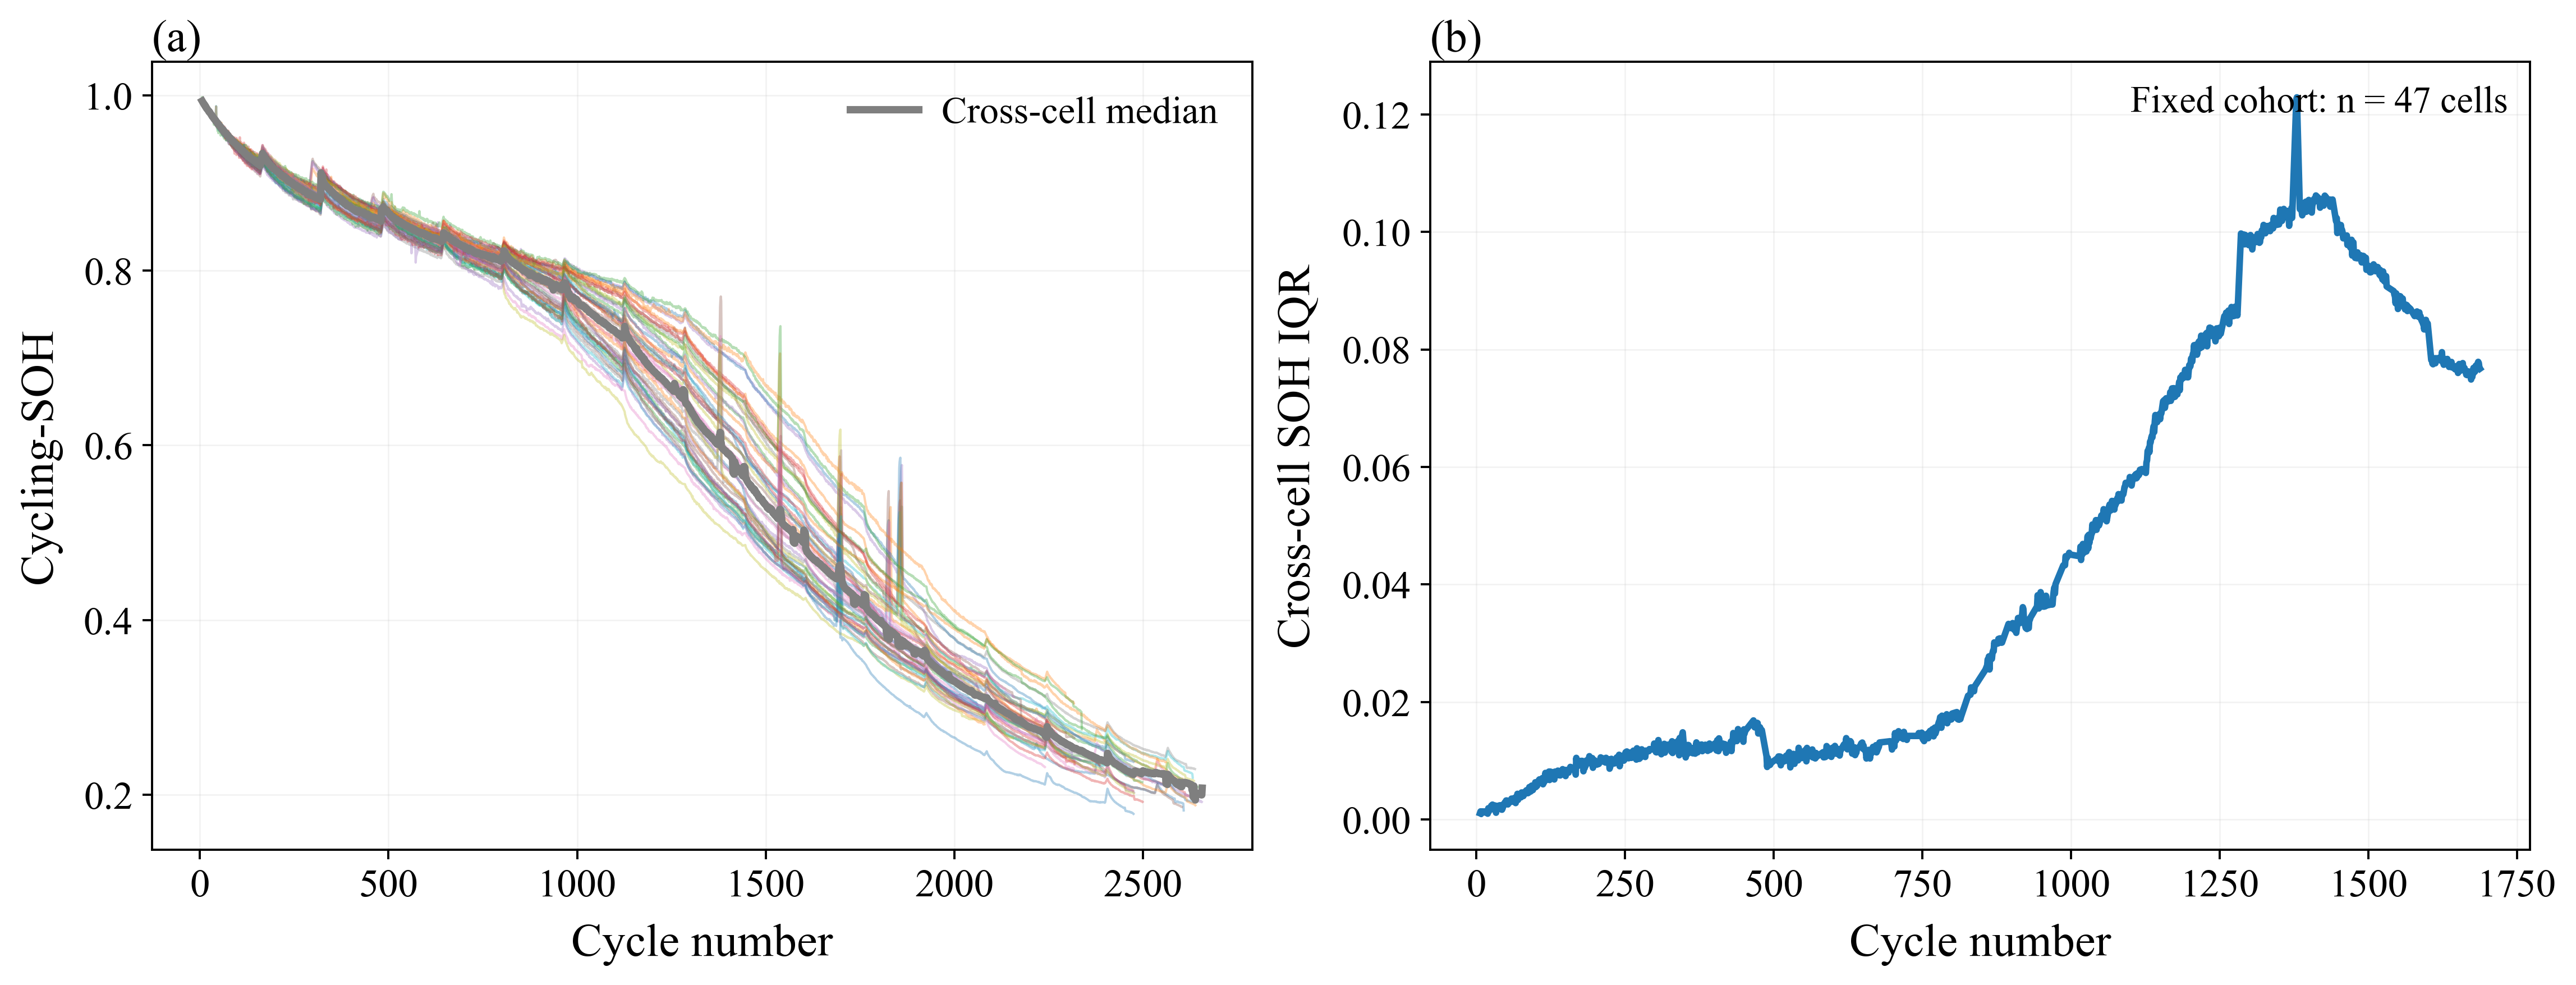 (a)
Cross-cell median
Cycling-SOH
1.0
0.8
0.6
0.4
0.2
0 500 1000 1500 2000 2500
Cycle number
(b)
Fixed cohort: n = 47 cells
Cross-cell SOH IQR
0.12
0.10
0.08
0.06
0.04
0.02
0.00
0 250 500 750 1000 1250 1500 1750
Cycle number